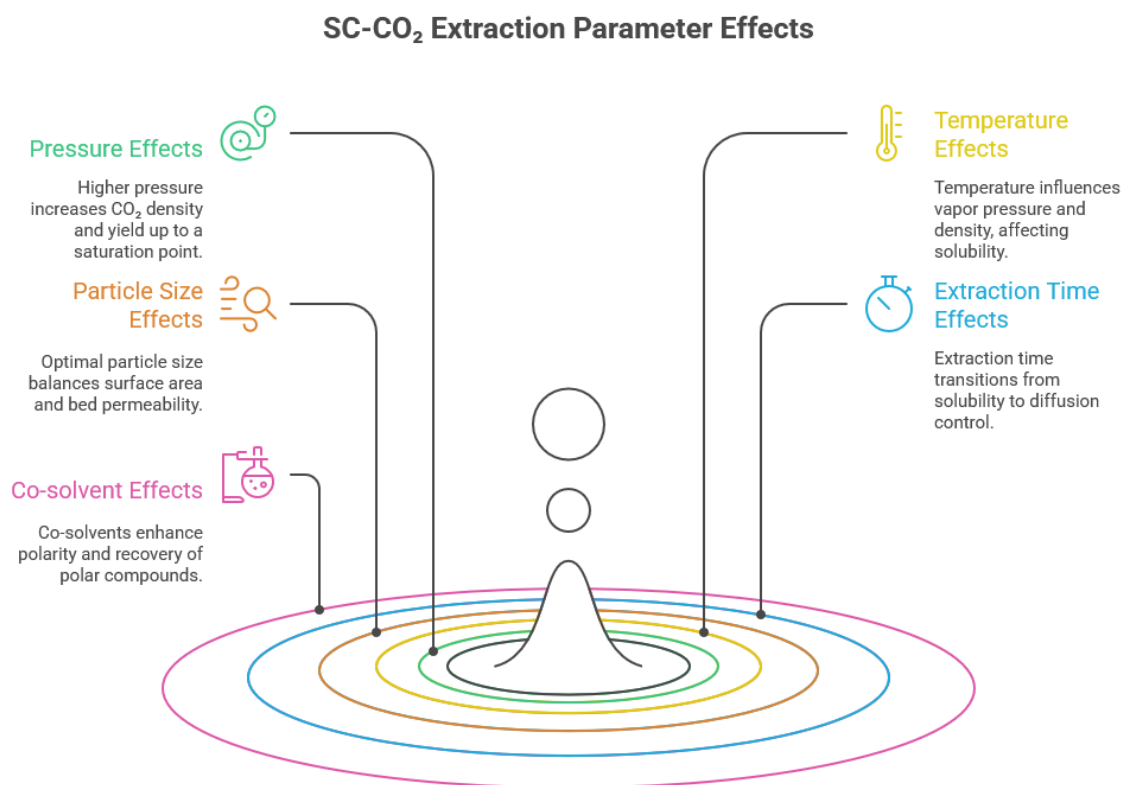 SC-CO₂ Extraction Parameter Effects
Pressure Effects
Higher pressure
increases CO₂ density
and yield up to a
saturation point.
Particle Size
Effects
Optimal particle size
balances surface area
and bed permeability.
Co-solvent Effects
Co-solvents enhance
polarity and recovery of
polar compounds.
Temperature
Effects
Temperature influences
vapor pressure and
density, affecting
solubility.
Extraction Time
Effects
Extraction time
transitions from
solubility to diffusion
control.